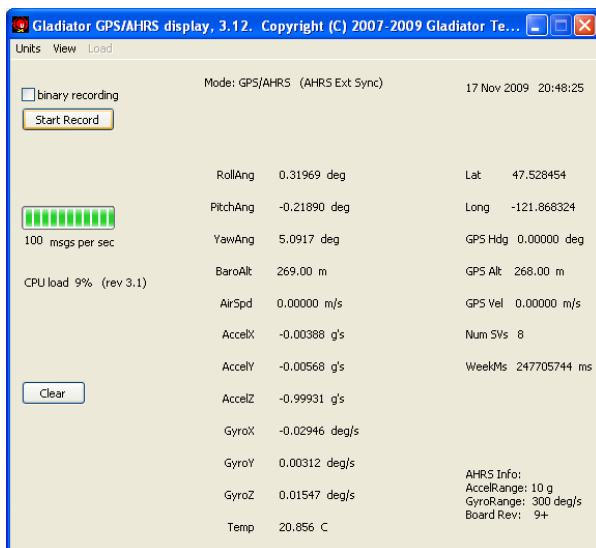 Gladiator GPS/AHRS display, 3.12. Copyright (C) 2007-2009 Gladiator Te...
Units View Load
Mode: GPS/AHRS (AHRS Ext Sync)
17 Nov 2009 20:48:25
binary recording
Start Record
RollAng 0.31969 deg
Lat 47.528454
PitchAng -0.21890 deg
Long -121.868324
100 msgs per sec
YawAng 5.0917 deg
GPS Hdg 0.00000 deg
BaroAlt 269.00 m
GPS Alt 268.00 m
CPU load 9% (rev 3.1)
AirSpd 0.00000 m/s
GPS Vel 0.00000 m/s
AccelX -0.00388 g's
Num SVs 8
AccelY -0.00568 g's
WeekMs 247705744 ms
Clear
AccelZ -0.99931 g's
GyroX -0.02946 deg/s
GyroY 0.00312 deg/s
GyroZ 0.01547 deg/s
Temp 20.856 C
AHRS Info:
AccelRange: 10 g
GyroRange: 300 deg/s
Board Rev: 9+